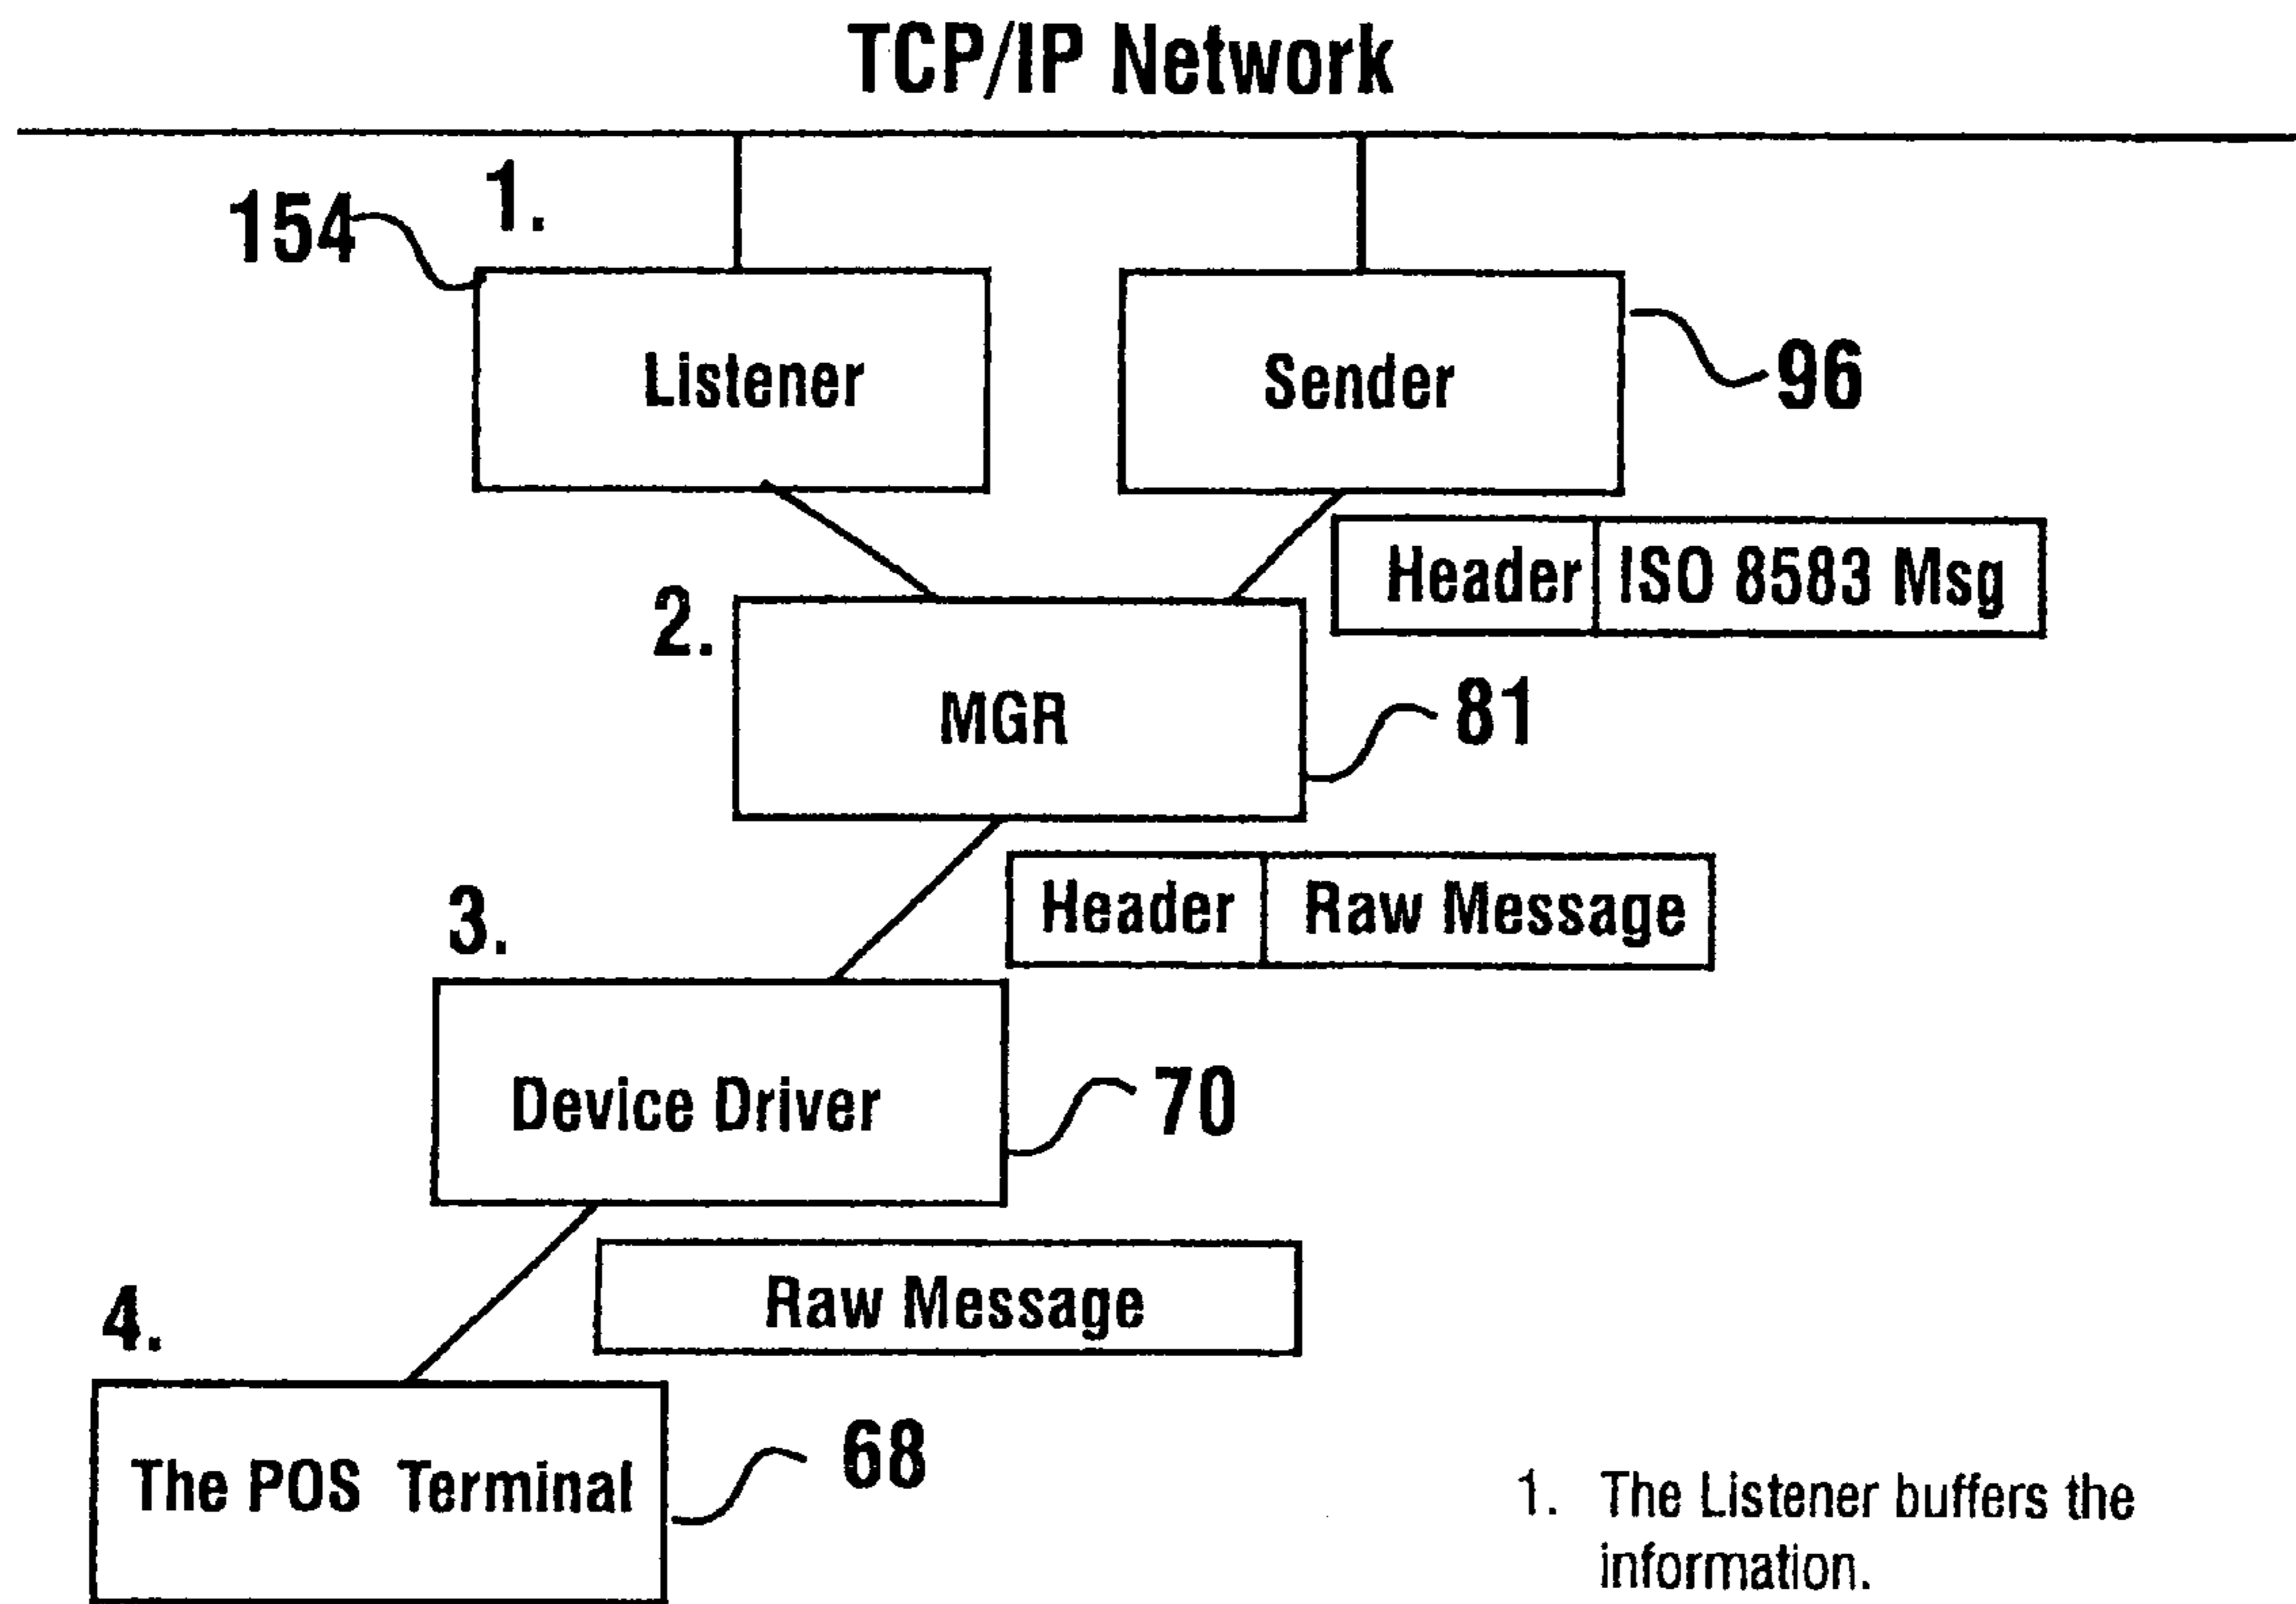 TCP/IP Network
1.
154
Listener
Sender
96
Header ISO 8583 Msg
2.
MGR
81
Header Raw Message
3.
Device Driver
70
Raw Message
4.
The POS Terminal
68
1. The Listener buffers the
information.